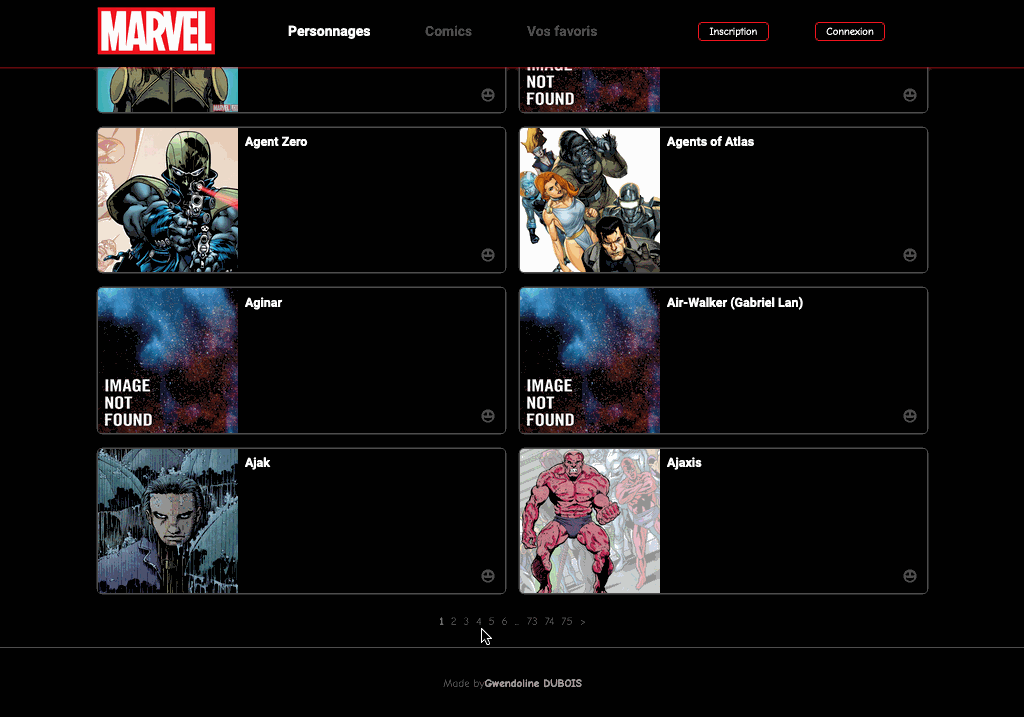 MARVEL
Personnages
Comics
Vos favoris
Inscription
Connexion
NOT
FOUND
Agent Zero
Agents of Atlas
Aginar
IMAGE
NOT
FOUND
Air-Walker (Gabriel Lan)
IMAGE
NOT
FOUND
Ajak
Ajaxis
1 2 3 4 5 6 ... 73 74 75 >
Made byGwendoline DUBOIS